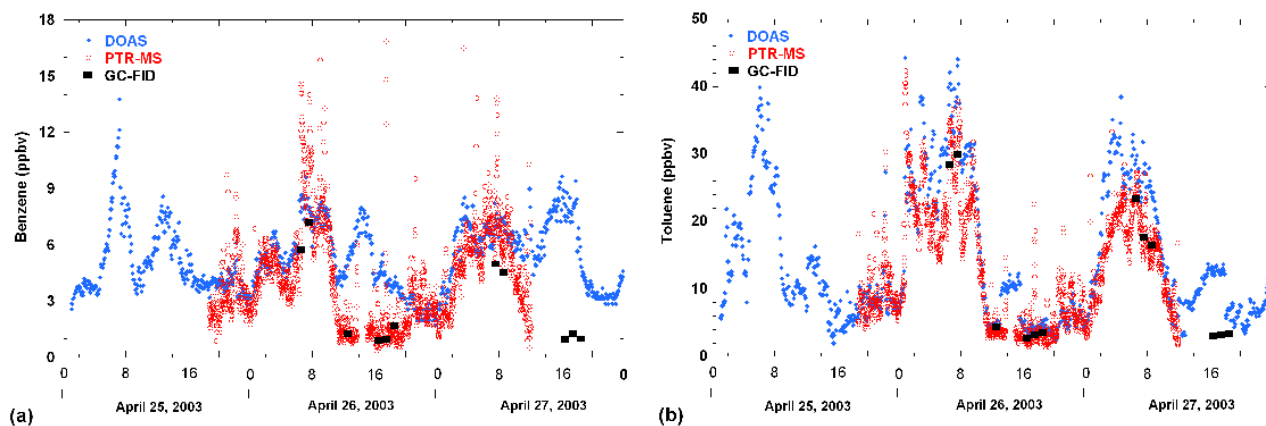 18
DOAS
PTR-MS
GC-FID
15
12
9
6
3
0
Benzene (ppbv)
0 8 16 0 8 16 0 8 16 0
April 25, 2003 April 26, 2003 April 27, 2003
(a)
50
DOAS
PTR-MS
GC-FID
40
30
20
10
0
Toluene (ppbv)
0 8 16 0 8 16 0 8 16
April 25, 2003 April 26, 2003 April 27, 2003
(b)